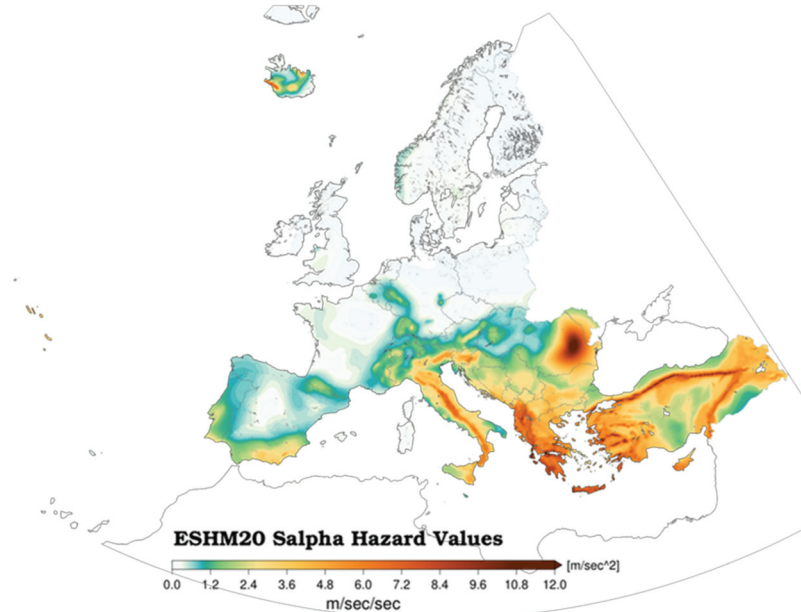 ESHM20 Salpha Hazard Values
[m/sec^2]
0.0 1.2 2.4 3.6 4.8 6.0 7.2 8.4 9.6 10.8 12.0
m/sec/sec